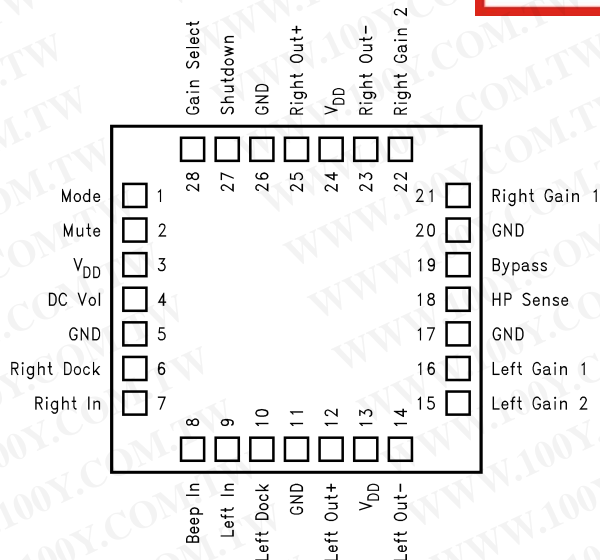 Gain Select
Shutdown
GND
Right Out+
VDD
Right Out-
Right Gain 2
28
27
26
25
24
23
22
Mode 1
Mute 2
VDD 3
DC Vol 4
GND 5
Right Dock 6
Right In 7
21 Right Gain 1
20 GND
19 Bypass
18 HP Sense
17 GND
16 Left Gain 1
15 Left Gain 2
8
9
10
11
12
13
14
Beep In
Left In
Left Dock
GND
Left Out+
VDD
Left Out-
WWW.100Y.COM.TW